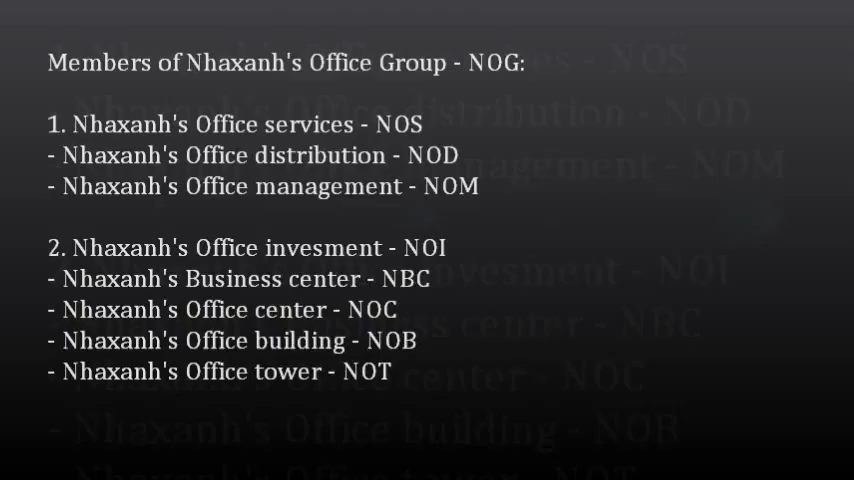 Members of Nhaxanh's Office Group - NOG:
1. Nhaxanh's Office services - NOS
- Nhaxanh's Office distribution - NOD
- Nhaxanh's Office management - NOM
2. Nhaxanh's Office invesment - NOI
- Nhaxanh's Business center - NBC
- Nhaxanh's Office center - NOC
- Nhaxanh's Office building - NOB
- Nhaxanh's Office tower - NOT